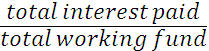 total interest paid
total working fund